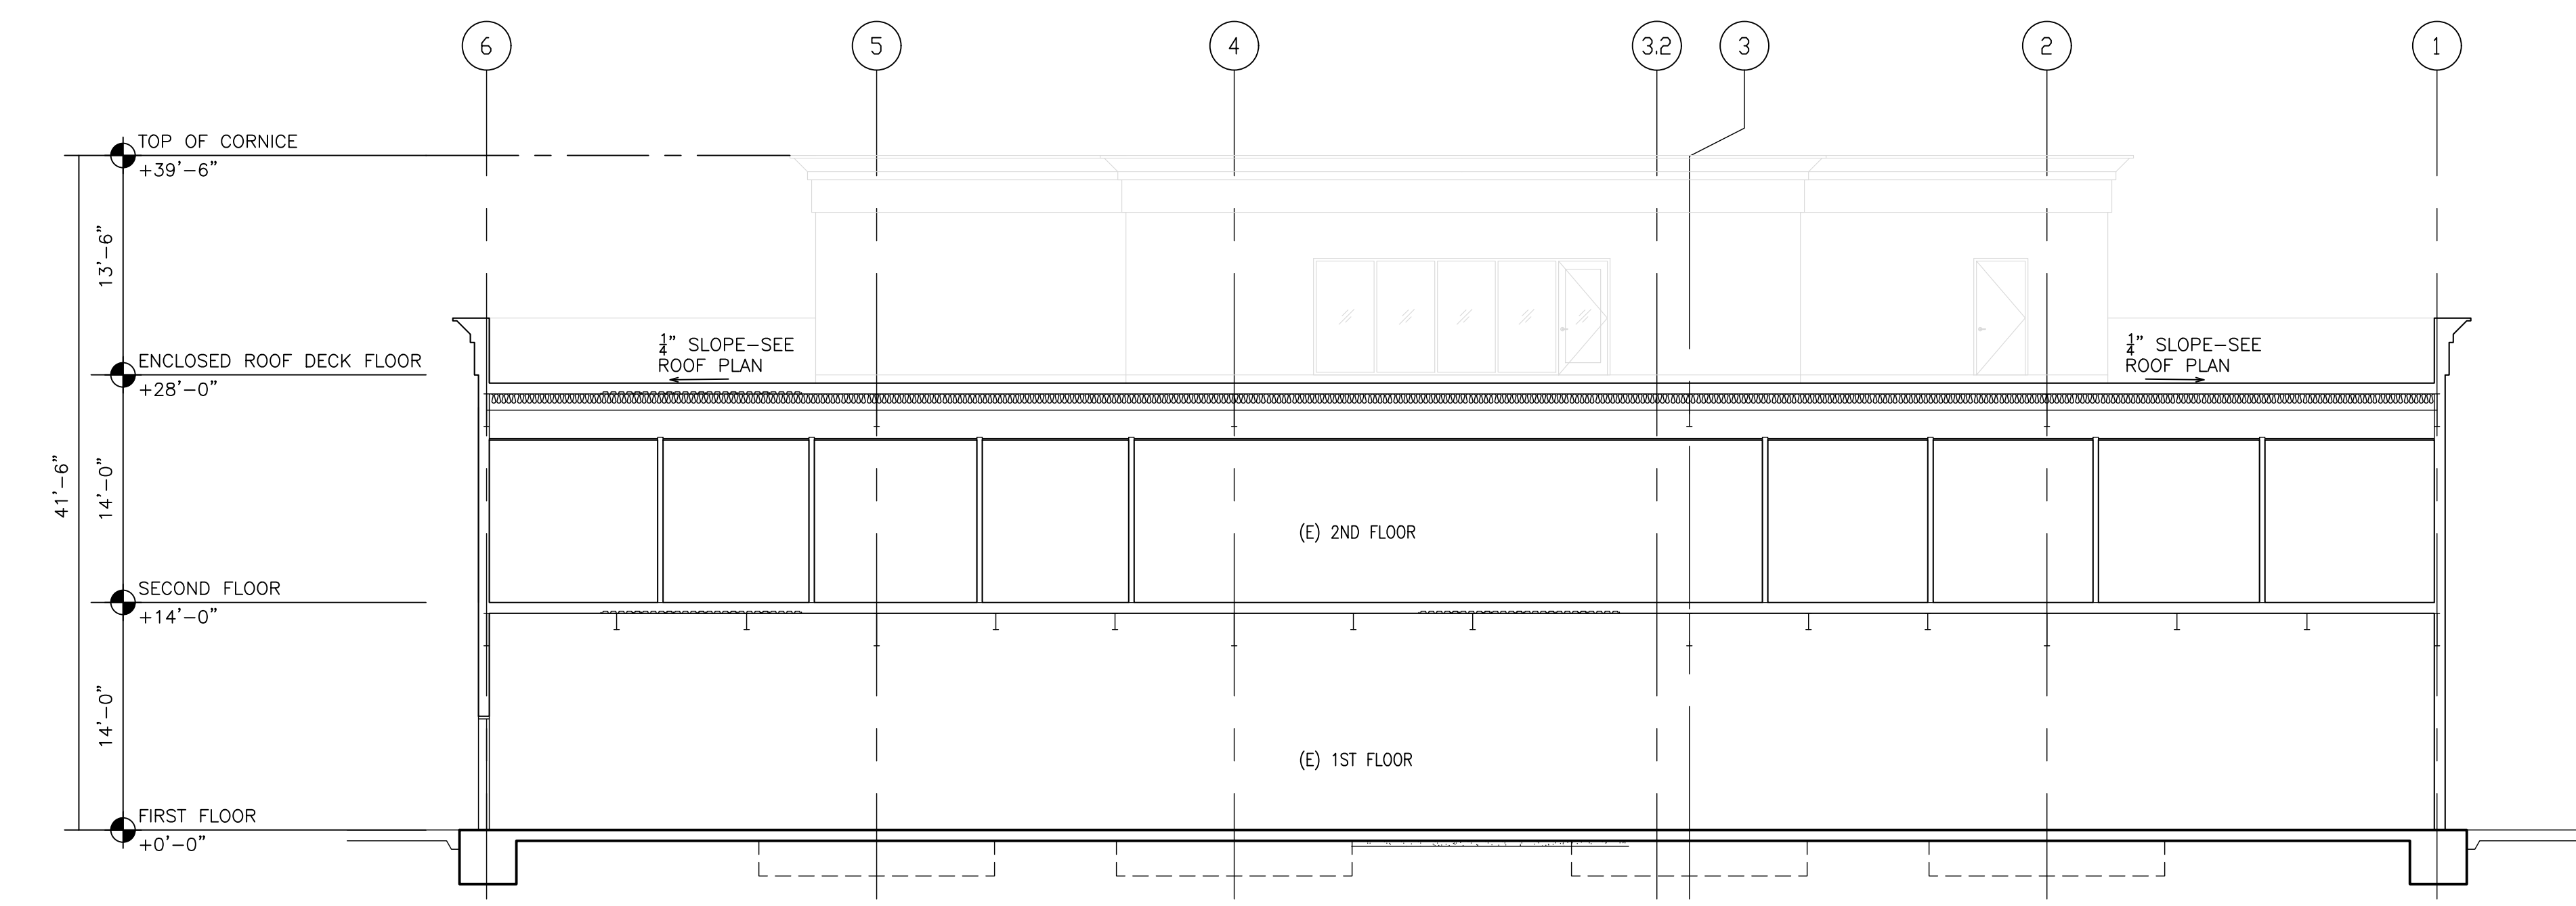 6 5 4 3.2 3 2 1
TOP OF CORNICE
+39'-6"
13'-6"
¼" SLOPE-SEE
ROOF PLAN
¼" SLOPE-SEE
ROOF PLAN
ENCLOSED ROOF DECK FLOOR
+28'-0"
41'-6"
14'-0"
(E) 2ND FLOOR
SECOND FLOOR
+14'-0"
14'-0"
(E) 1ST FLOOR
FIRST FLOOR
+0'-0"